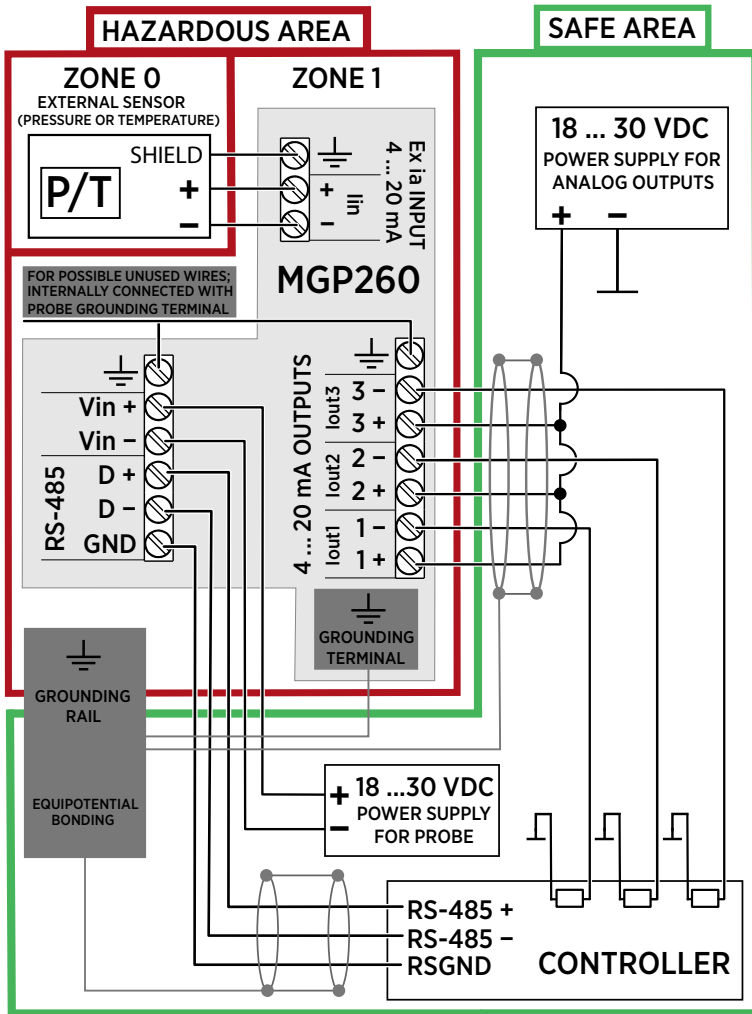 HAZARDOUS AREA
SAFE AREA
ZONE 0
EXTERNAL SENSOR
(PRESSURE OR TEMPERATURE)
SHIELD
P/T
+
−
ZONE 1
+
−
Iin
Ex ia INPUT
4 ... 20 mA
MGP260
18 ... 30 VDC
POWER SUPPLY FOR
ANALOG OUTPUTS
+ −
FOR POSSIBLE UNUSED WIRES;
INTERNALLY CONNECTED WITH
PROBE GROUNDING TERMINAL
Vin +
Vin −
RS-485
D +
D −
GND
4 ... 20 mA OUTPUTS
Iout3
3 −
3 +
Iout2
2 −
2 +
Iout1
1 −
1 +
GROUNDING
TERMINAL
GROUNDING
RAIL
EQUIPOTENTIAL
BONDING
+ 18 ...30 VDC
POWER SUPPLY
− FOR PROBE
RS-485 +
RS-485 −
RSGND
CONTROLLER